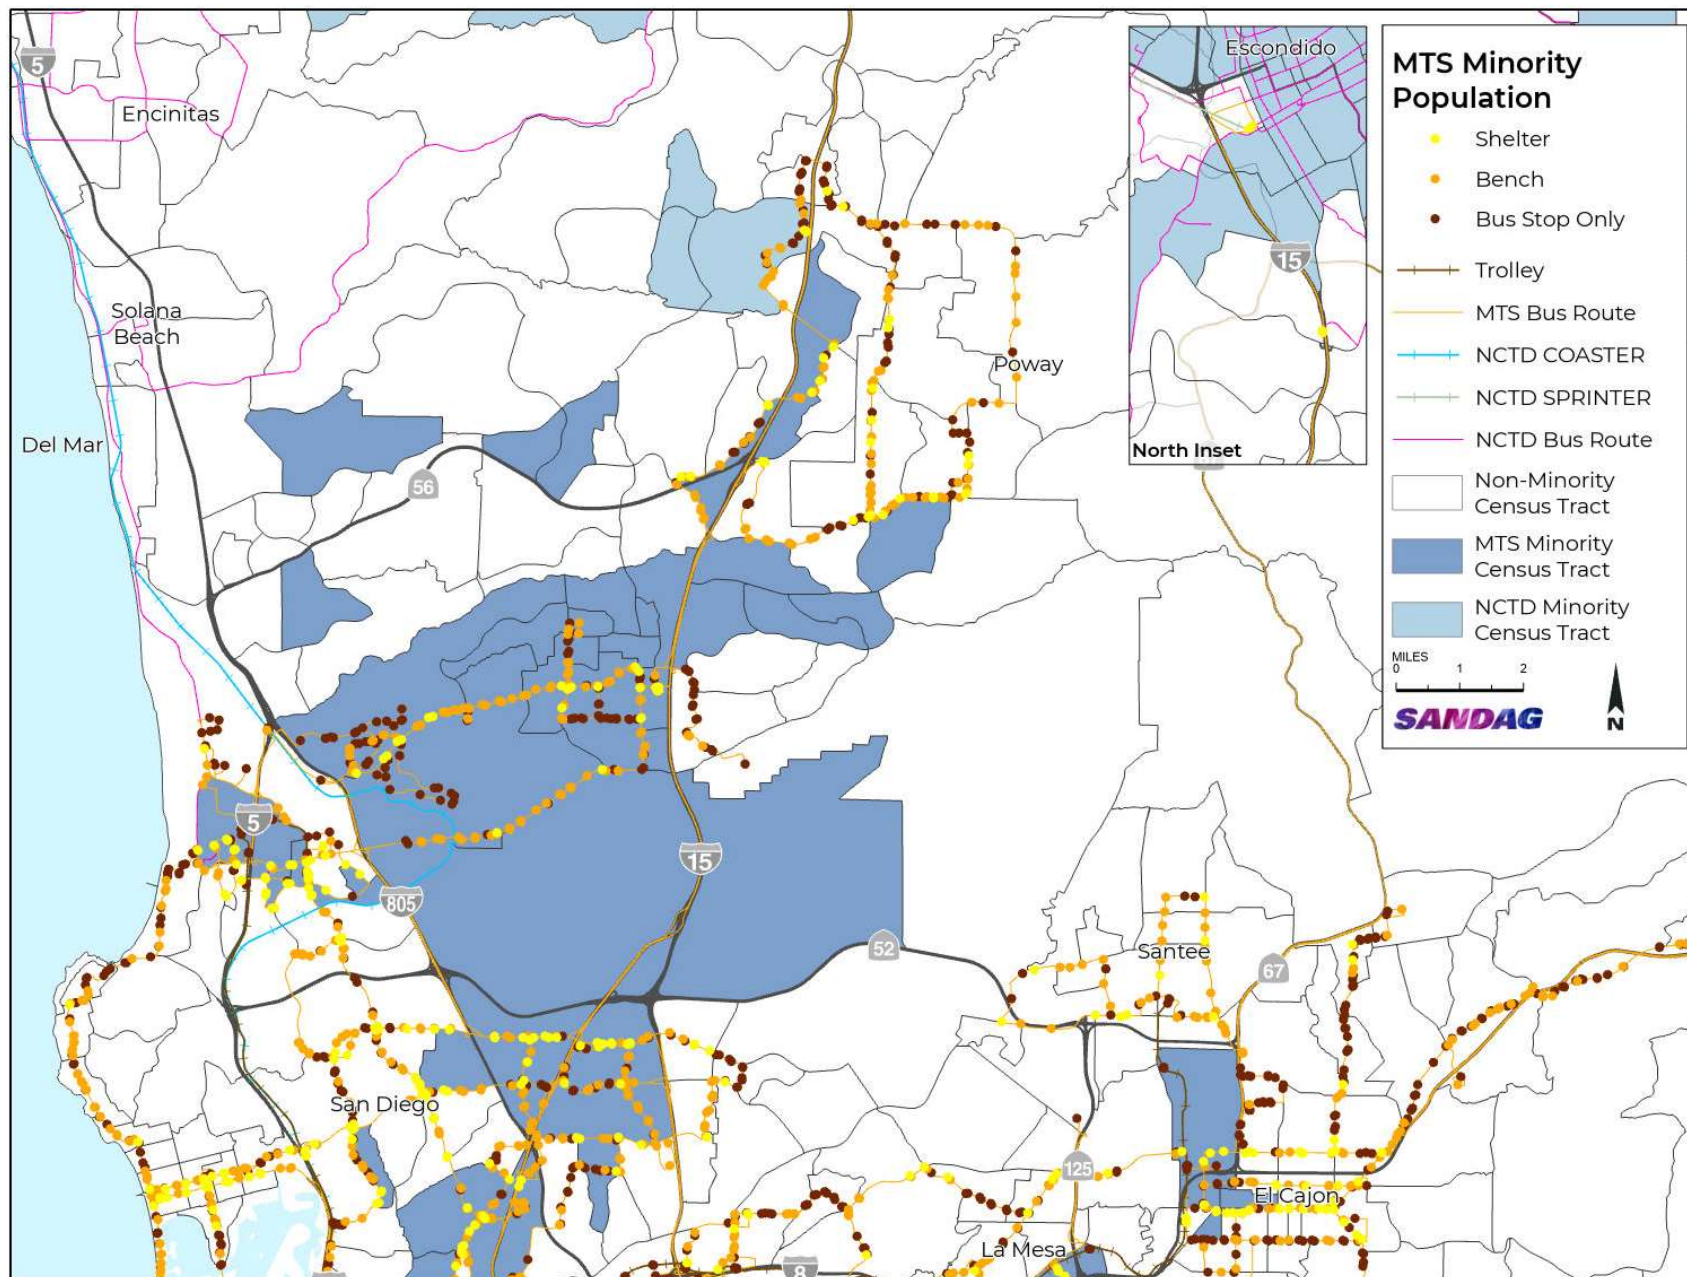 5
Encinitas
Escondido
15
North Inset
Solana
Beach
Poway
Del Mar
56
5
15
805
52
Santee
67
San Diego
125
El Cajon
La Mesa
8
MTS Minority
Population
Shelter
Bench
Bus Stop Only
Trolley
MTS Bus Route
NCTD COASTER
NCTD SPRINTER
NCTD Bus Route
Non-Minority
Census Tract
MTS Minority
Census Tract
NCTD Minority
Census Tract
MILES
0 1 2
SANDAG
N